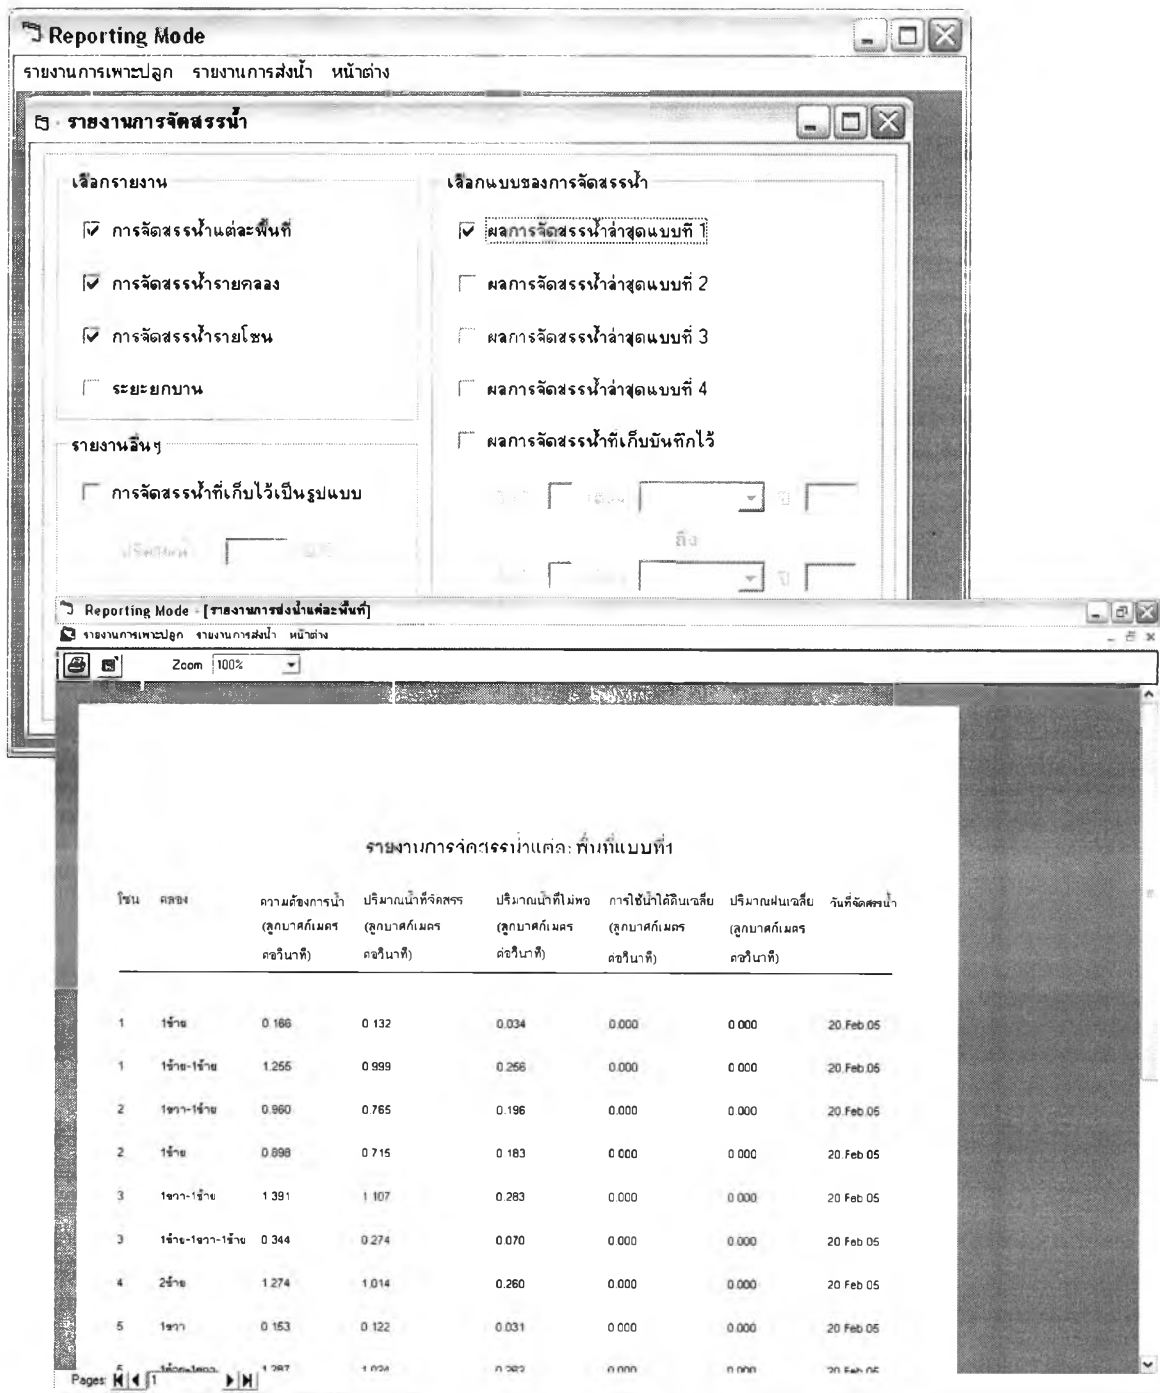 Reporting Mode
รายงานการเพาะปลูก รายงานการส่งน้ำ หน้าต่าง
รายงานการจัดสรรน้ำ
เลือกรายงาน
การจัดสรรน้ำแต่ละพื้นที่
การจัดสรรน้ำรายคลอง
การจัดสรรน้ำรายโซน
ระยะยกบาน
รายงานอื่นๆ
การจัดสรรน้ำที่เก็บไว้เป็นรูปแบบ
เลือกแบบของการจัดสรรน้ำ
ผลการจัดสรรน้ำล่าสุดแบบที่ 1
ผลการจัดสรรน้ำล่าสุดแบบที่ 2
ผลการจัดสรรน้ำล่าสุดแบบที่ 3
ผลการจัดสรรน้ำล่าสุดแบบที่ 4
ผลการจัดสรรน้ำที่เก็บบันทึกไว้
เดือน ปี
ถึง
ปี
Reporting Mode - [รายงานการส่งน้ำแต่ละพื้นที่]
รายงานการเพาะปลูก รายงานการส่งน้ำ หน้าต่าง
Zoom 100%
รายงานการจัดสรรน้ำแต่ละพื้นที่แบบที่1
โซน คลอง ความต้องการน้ำ ปริมาณน้ำที่จัดสรร ปริมาณน้ำที่ไม่พอ การใช้น้ำใต้ดินเฉลี่ย ปริมาณฝนเฉลี่ย วันที่จัดสรรน้ำ
(ลูกบาศก์เมตร (ลูกบาศก์เมตร (ลูกบาศก์เมตร (ลูกบาศก์เมตร (ลูกบาศก์เมตร
ต่อวินาที) ต่อวินาที) ต่อวินาที) ต่อวินาที) ต่อวินาที)
1 1ซ้าย 0.166 0.132 0.034 0.000 0.000 20.Feb.05
1 1ซ้าย-1ซ้าย 1.255 0.999 0.256 0.000 0.000 20.Feb.05
2 1ขวา-1ซ้าย 0.960 0.765 0.196 0.000 0.000 20.Feb.05
2 1ซ้าย 0.898 0.715 0.183 0.000 0.000 20.Feb.05
3 1ขวา-1ซ้าย 1.391 1.107 0.283 0.000 0.000 20.Feb.05
3 1ซ้าย-1ขวา-1ซ้าย 0.344 0.274 0.070 0.000 0.000 20.Feb.05
4 2ซ้าย 1.274 1.014 0.260 0.000 0.000 20.Feb.05
5 1ขวา 0.153 0.122 0.031 0.000 0.000 20.Feb.05
Pages: 1